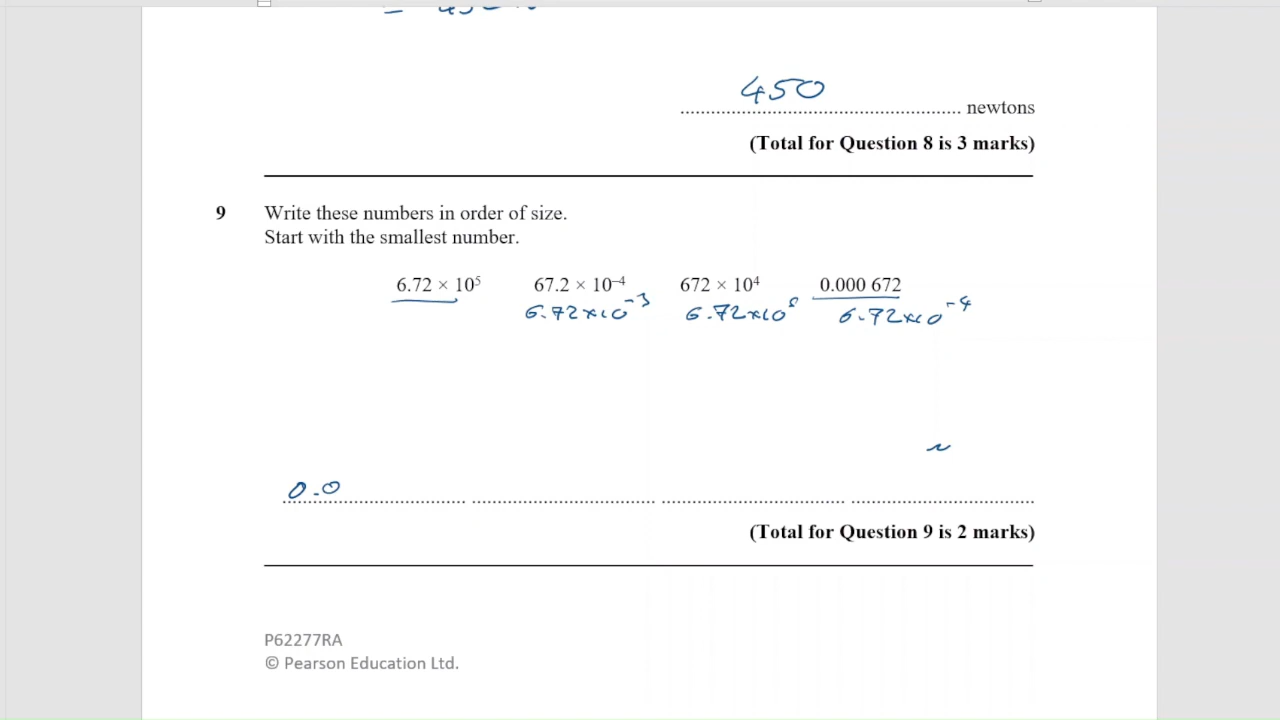 450
........................................................ newtons
(Total for Question 8 is 3 marks)
9 Write these numbers in order of size.
Start with the smallest number.
6.72 × 10⁵ 67.2 × 10⁻⁴ 672 × 10⁴ 0.000 672
6.72×10⁻³ 6.72×10 6.72×10⁻⁴
0.0
(Total for Question 9 is 2 marks)
P62277RA
© Pearson Education Ltd.